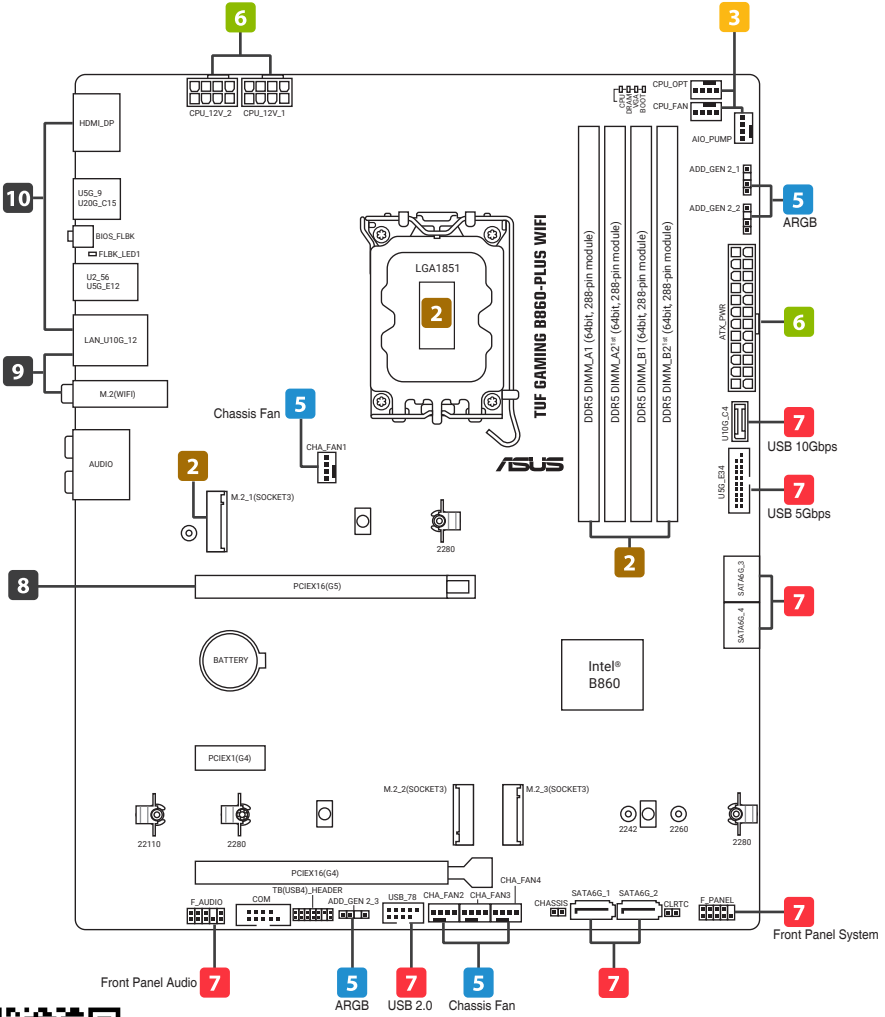 6
3
CPU_12V_2
CPU_12V_1
CPU
DRAM
VGA
BOOT
CPU_OPT
CPU_FAN
AIO_PUMP
HDMI_DP
10
U5G_9
U20G_C15
BIOS_FLBK
FLBK_LED1
U2_56
U5G_E12
LAN_U10G_12
9
M.2(WIFI)
AUDIO
ADD_GEN 2_1
ADD_GEN 2_2
5
ARGB
LGA1851
2
TUF GAMING B860-PLUS WIFI
DDR5 DIMM_A1 (64bit, 288-pin module)
DDR5 DIMM_A2¹ˢᵗ (64bit, 288-pin module)
DDR5 DIMM_B1 (64bit, 288-pin module)
DDR5 DIMM_B2¹ˢᵗ (64bit, 288-pin module)
ATX_PWR
6
Chassis Fan
5
CHA_FAN1
/SUS
U10G_C4
7
USB 10Gbps
U5G_E34
7
USB 5Gbps
2
M.2_1(SOCKET3)
2280
2
8
PCIEX16(G5)
SATA6G_3
SATA6G_4
7
BATTERY
Intel®
B860
PCIEX1(G4)
M.2_2(SOCKET3)
M.2_3(SOCKET3)
22110
2280
2242
2260
2280
PCIEX16(G4)
F_AUDIO
COM
TB(USB4)_HEADER
ADD_GEN 2_3
USB_78
CHA_FAN2
CHA_FAN3
CHA_FAN4
CHASSIS
SATA6G_1
SATA6G_2
CLRTC
F_PANEL
7
Front Panel System
Front Panel Audio
7
5
ARGB
7
USB 2.0
5
Chassis Fan
7